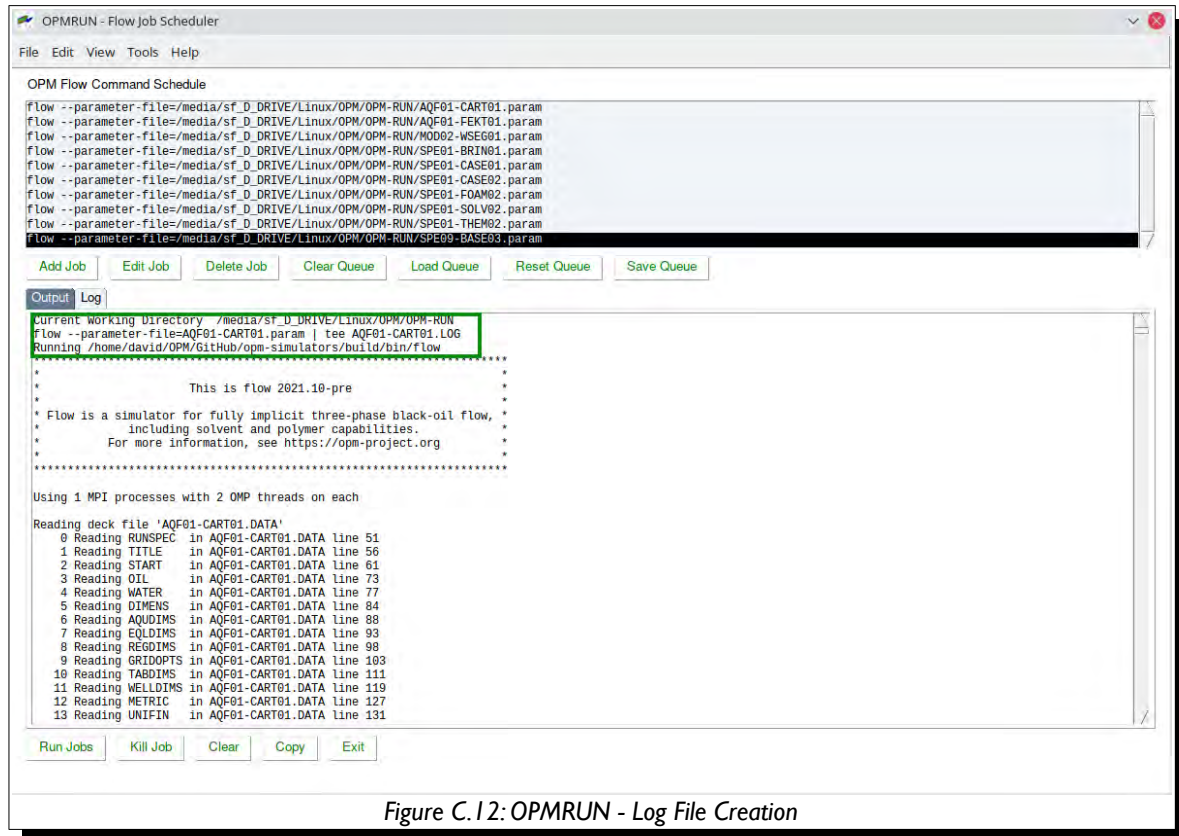 OPMRUN - Flow Job Scheduler
File Edit View Tools Help
OPM Flow Command Schedule
flow --parameter-file=/media/sf_D_DRIVE/Linux/OPM/OPM-RUN/AQF01-CART01.param
flow --parameter-file=/media/sf_D_DRIVE/Linux/OPM/OPM-RUN/AQF01-FEKT01.param
flow --parameter-file=/media/sf_D_DRIVE/Linux/OPM/OPM-RUN/MOD02-WSEG01.param
flow --parameter-file=/media/sf_D_DRIVE/Linux/OPM/OPM-RUN/SPE01-BRIN01.param
flow --parameter-file=/media/sf_D_DRIVE/Linux/OPM/OPM-RUN/SPE01-CASE01.param
flow --parameter-file=/media/sf_D_DRIVE/Linux/OPM/OPM-RUN/SPE01-CASE02.param
flow --parameter-file=/media/sf_D_DRIVE/Linux/OPM/OPM-RUN/SPE01-FOAM02.param
flow --parameter-file=/media/sf_D_DRIVE/Linux/OPM/OPM-RUN/SPE01-SOLV02.param
flow --parameter-file=/media/sf_D_DRIVE/Linux/OPM/OPM-RUN/SPE01-THEM02.param
flow --parameter-file=/media/sf_D_DRIVE/Linux/OPM/OPM-RUN/SPE09-BASE03.param
Add Job Edit Job Delete Job Clear Queue Load Queue Reset Queue Save Queue
Output Log
Current Working Directory /media/sf_D_DRIVE/Linux/OPM/OPM-RUN
flow --parameter-file=AQF01-CART01.param | tee AQF01-CART01.LOG
Running /home/david/OPM/GitHub/opm-simulators/build/bin/flow
**********************************************************************
* *
* This is flow 2021.10-pre *
* *
* Flow is a simulator for fully implicit three-phase black-oil flow, *
* including solvent and polymer capabilities. *
* For more information, see https://opm-project.org *
* *
**********************************************************************
Using 1 MPI processes with 2 OMP threads on each
Reading deck file 'AQF01-CART01.DATA'
0 Reading RUNSPEC in AQF01-CART01.DATA line 51
1 Reading TITLE in AQF01-CART01.DATA line 56
2 Reading START in AQF01-CART01.DATA line 61
3 Reading OIL in AQF01-CART01.DATA line 73
4 Reading WATER in AQF01-CART01.DATA line 77
5 Reading DIMENS in AQF01-CART01.DATA line 84
6 Reading AQUDIMS in AQF01-CART01.DATA line 88
7 Reading EQLDIMS in AQF01-CART01.DATA line 93
8 Reading REGDIMS in AQF01-CART01.DATA line 98
9 Reading GRIDOPTS in AQF01-CART01.DATA line 103
10 Reading TABDIMS in AQF01-CART01.DATA line 111
11 Reading WELLDIMS in AQF01-CART01.DATA line 119
12 Reading METRIC in AQF01-CART01.DATA line 127
13 Reading UNIFIN in AQF01-CART01.DATA line 131
Run Jobs Kill Job Clear Copy Exit
Figure C.12: OPMRUN - Log File Creation